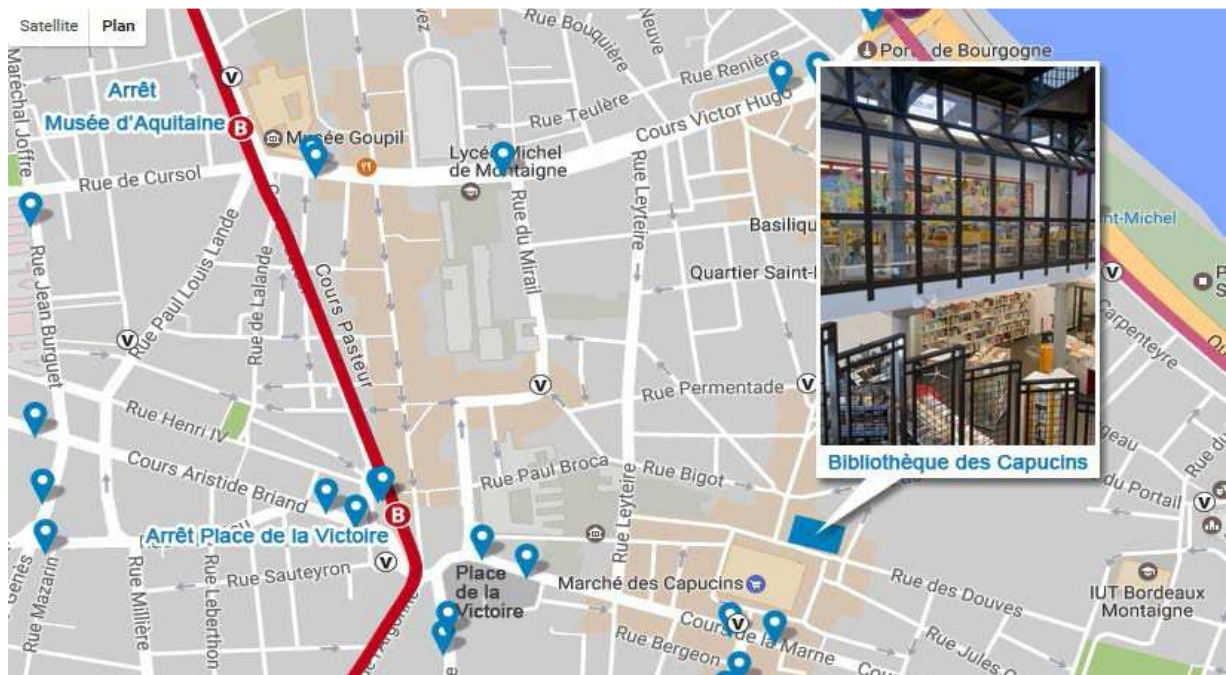 Satellite
Plan
Rue Bouquière
Neuve
Porte de Bourgogne
Maréchal Joffre
Arrêt
Musée d'Aquitaine
V
B
Rue Renière
Rue Teulère
Cours Victor Hugo
Musée Goupil
Lycée Michel
de Montaigne
Rue de Cursol
Rue Leyteire
Rue du Mirail
Rue Paul Louis Lande
Rue de Lalande
Cours Pasteur
Rue Jean Burguet
V
Quartier Saint-
V
Carpenteyre
Rue Permentade
V
V
Rue Henri IV
Cours Aristide Briand
Rue Paul Broca
Rue Bigot
Bibliothèque des Capucins
du Portail
V
B
Arrêt Place de la Victoire
Rue Leyteire
V
Rue Sauteyron
Place
de la
Victoire
Marché des Capucins
Rue des Douves
IUT Bordeaux
Montaigne
Rue Mazarin
Rue Millière
Rue Leberthon
V
Cours de la Marne
Rue Bergeon
Rue Jules